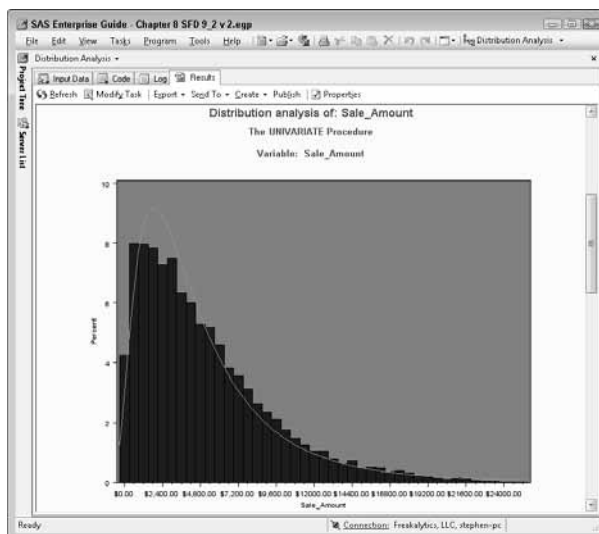 SAS Enterprise Guide - Chapter 8 SFD 9_2 v 2.egp
File Edit View Tasks Program Tools Help Distribution Analysis
Distribution Analysis
Project Tree
Server List
Input Data Code Log Results
Refresh Modify Task Export Send To Create Publish Properties
Distribution analysis of: Sale_Amount
The UNIVARIATE Procedure
Variable: Sale_Amount
10
8
6
4
2
0
Percent
$0.00 $2,400.00 $4,800.00 $7,200.00 $9,600.00 $12000.00 $14400.00 $16800.00 $19200.00 $21600.00 $24000.00
Sale_Amount
Ready Connection: Freakalytics, LLC, stephen-pc